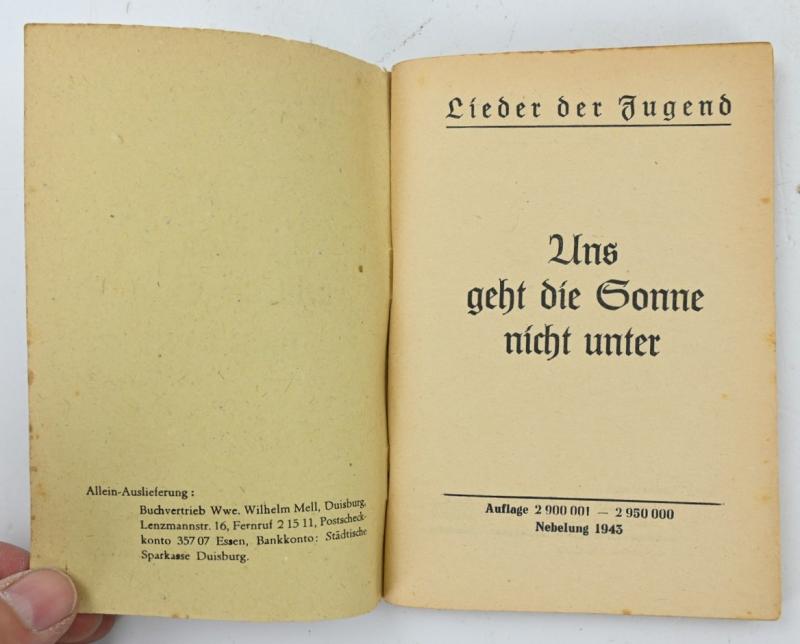 Allein-Auslieferung :
Buchvertrieb Wwe. Wilhelm Mell, Duisburg,
Lenzmannstr. 16, Fernruf 2 15 11, Postscheck-
konto 357 07 Essen, Bankkonto: Städtische
Sparkasse Duisburg.
Lieder der Jugend
Uns
geht die Sonne
nicht unter
Auflage 2 900 001 — 2 950 000
Nebelung 1943